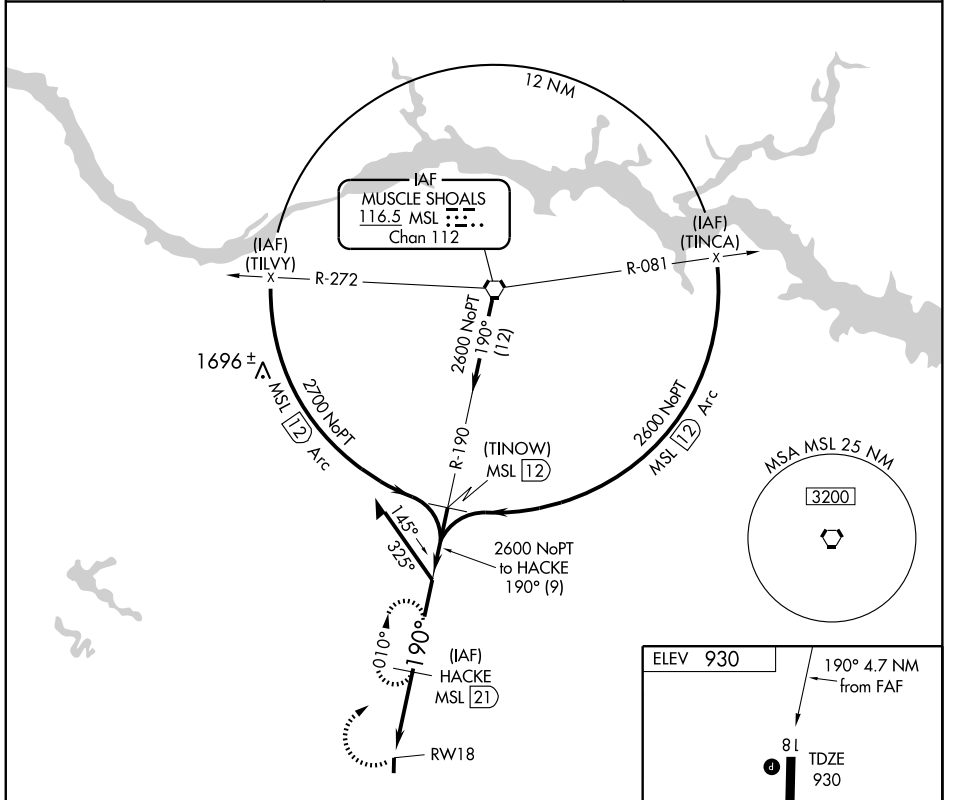 12 NM
IAF
MUSCLE SHOALS
116.5 MSL
Chan 112
(IAF)
(TINCA)
(IAF)
(TILVY)
X
X
R-272
R-081
2600 NoPT
190°
(12)
1696 ±
2700 NoPT
MSL 12 Arc
2600 NoPT
MSL 12 Arc
R-190
(TINOW)
MSL 12
MSA MSL 25 NM
3200
145°
325°
2600 NoPT
to HACKE
190° (9)
010°
190°
(IAF)
HACKE
MSL 21
RW18
ELEV 930
190° 4.7 NM
from FAF
18
P
TDZE
930